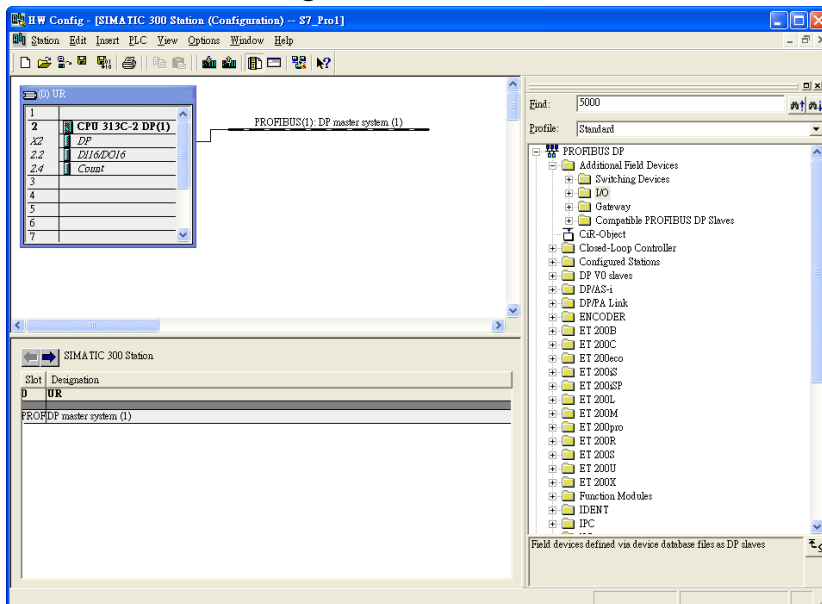 HW Config - [SIMATIC 300 Station (Configuration) -- S7_Pro1]
Station Edit Insert PLC View Options Window Help
(0) UR
1
2 CPU 313C-2 DP(1)
X2 DP
2.2 DI16/DO16
2.4 Count
3
4
5
6
7
PROFIBUS(1): DP master system (1)
SIMATIC 300 Station
Slot Designation
0 UR
PROF DP master system (1)
Find: 5000
Profile: Standard
PROFIBUS DP
Additional Field Devices
Switching Devices
I/O
Gateway
Compatible PROFIBUS DP Slaves
CiR-Object
Closed-Loop Controller
Configured Stations
DP V0 slaves
DP/AS-i
DP/PA Link
ENCODER
ET 200B
ET 200C
ET 200eco
ET 200iS
ET 200iSP
ET 200L
ET 200M
ET 200pro
ET 200R
ET 200S
ET 200U
ET 200X
Function Modules
IDENT
IPC
Field devices defined via device database files as DP slaves